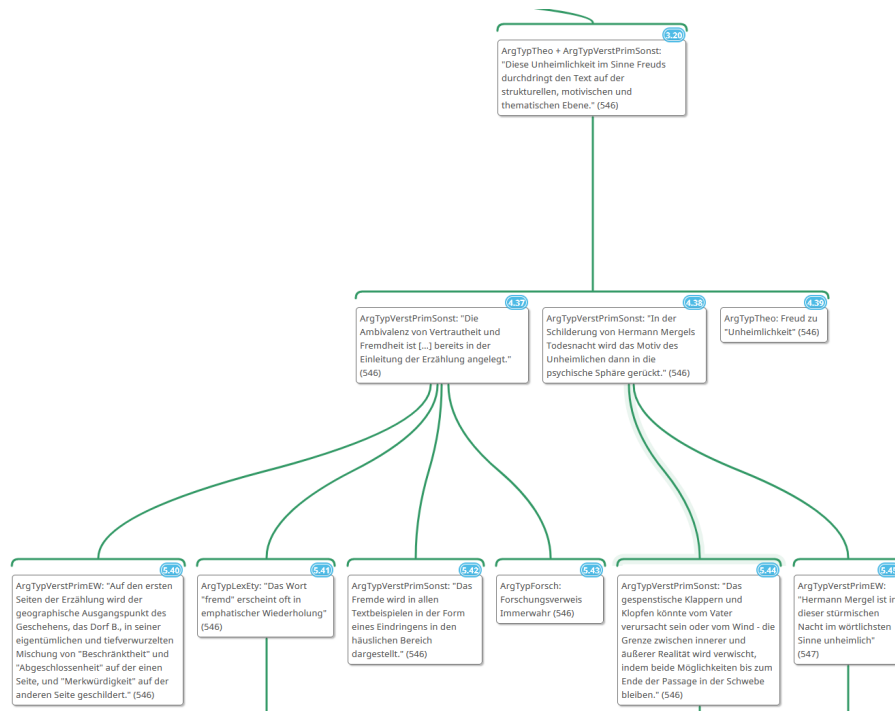 3.20
ArgTypTheo + ArgTypVerstPrimSonst:
"Diese Unheimlichkeit im Sinne Freuds
durchdringt den Text auf der
strukturellen, motivischen und
thematischen Ebene." (546)
4.37
ArgTypVerstPrimSonst: "Die
Ambivalenz von Vertrautheit und
Fremdheit ist [...] bereits in der
Einleitung der Erzählung angelegt."
(546)
4.38
ArgTypVerstPrimSonst: "In der
Schilderung von Hermann Mergels
Todesnacht wird das Motiv des
Unheimlichen dann in die
psychische Sphäre gerückt." (546)
4.39
ArgTypTheo: Freud zu
"Unheimlichkeit" (546)
5.40
ArgTypVerstPrimEW: "Auf den ersten
Seiten der Erzählung wird der
geographische Ausgangspunkt des
Geschehens, das Dorf B., in seiner
eigentümlichen und tiefverwurzelten
Mischung von "Beschränktheit" und
"Abgeschlossenheit" auf der einen
Seite, und "Merkwürdigkeit" auf der
anderen Seite geschildert." (546)
5.41
ArgTypLexEty: "Das Wort
"fremd" erscheint oft in
emphatischer Wiederholung"
(546)
5.42
ArgTypVerstPrimSonst: "Das
Fremde wird in allen
Textbeispielen in der Form
eines Eindringens in den
häuslichen Bereich
dargestellt." (546)
5.43
ArgTypForsch:
Forschungsverweis
Immerwahr (546)
5.44
ArgTypVerstPrimSonst: "Das
gespenstische Klappern und
Klopfen könnte vom Vater
verursacht sein oder vom Wind - die
Grenze zwischen innerer und
äußerer Realität wird verwischt,
indem beide Möglichkeiten bis zum
Ende der Passage in der Schwebe
bleiben." (546)
5.45
ArgTypVerstPrimEW:
"Hermann Mergel ist in
dieser stürmischen
Nacht im wörtlichsten
Sinne unheimlich"
(547)